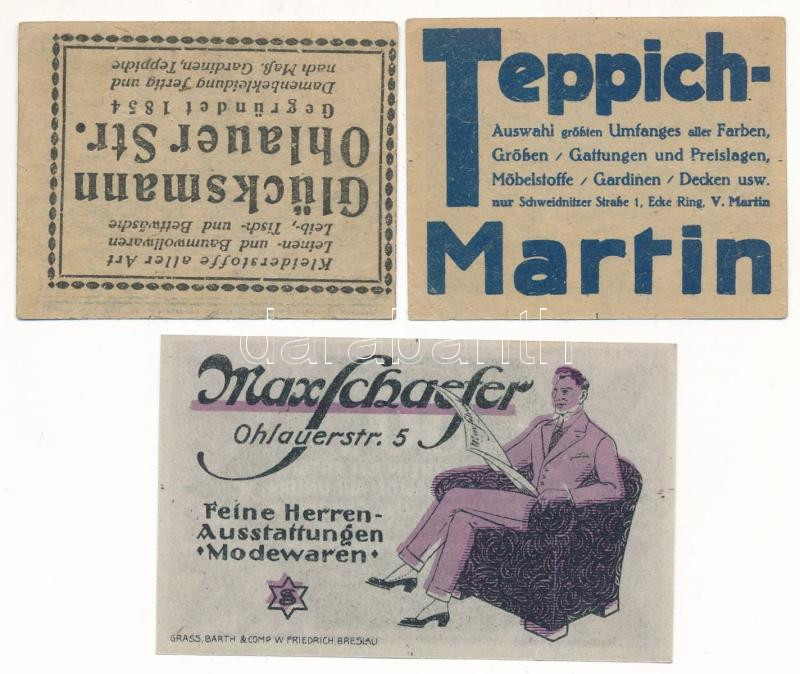 Kleiderstoffe aller Art
Leinen- und Baumwollwaren
Leib-, Tisch- und Bettwäsche
Glücksmann
Ohlauer Str.
Gegründet 1854
Damenbekleidung fertig und
nach Maß. Gardinen, Teppiche
Teppich-
Auswahl größten Umfanges aller Farben,
Größen / Gattungen und Preislagen,
Möbelstoffe / Gardinen / Decken usw.
nur Schweidnitzer Straße 1, Ecke Ring, V. Martin
Martin
darabanth
Max Schaefer
Ohlauerstr. 5
Feine Herren-
Ausstattungen
•Modewaren•
S
GRASS, BARTH & COMP. W. FRIEDRICH, BRESLAU